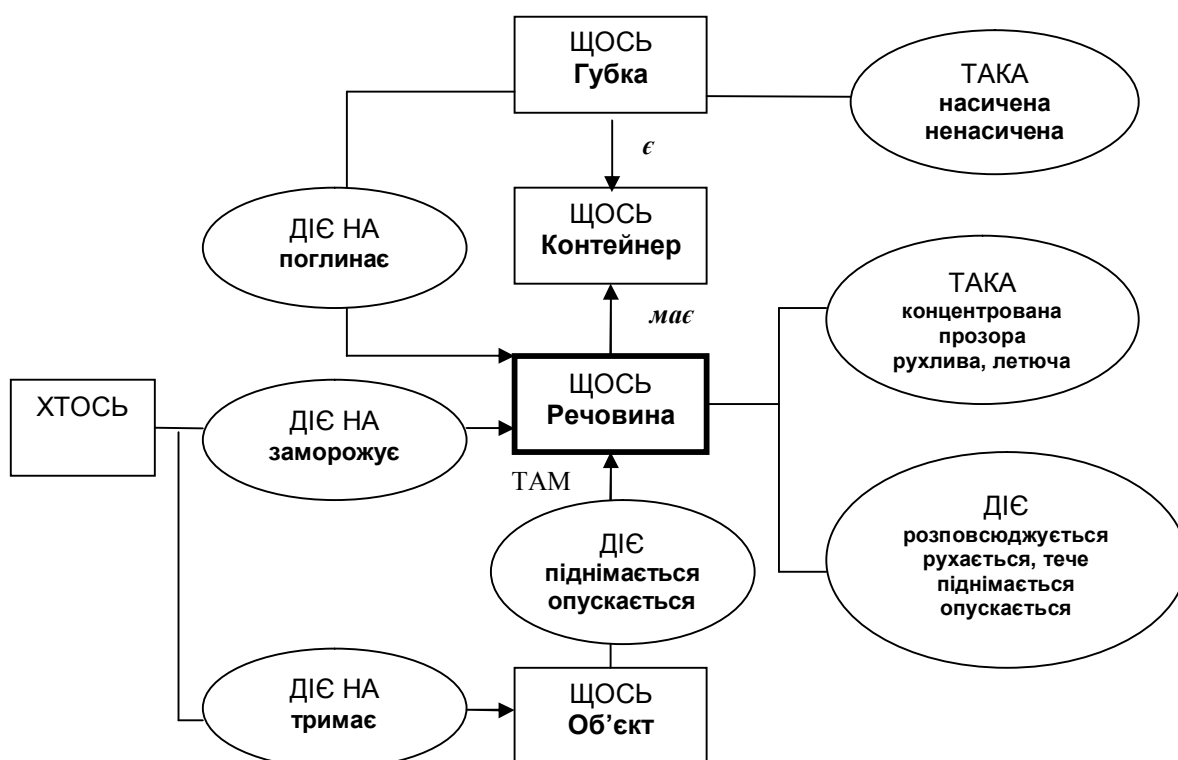 ЩОСЬ
Губка
ТАКА
насичена
ненасичена
є
ДІЄ НА
поглинає
ЩОСЬ
Контейнер
ТАКА
концентрована
прозора
рухлива, летюча
має
ХТОСЬ
ДІЄ НА
заморожує
ЩОСЬ
Речовина
ТАМ
ДІЄ
піднімається
опускається
ДІЄ
розповсюджується
рухається, тече
піднімається
опускається
ДІЄ НА
тримає
ЩОСЬ
Об’єкт